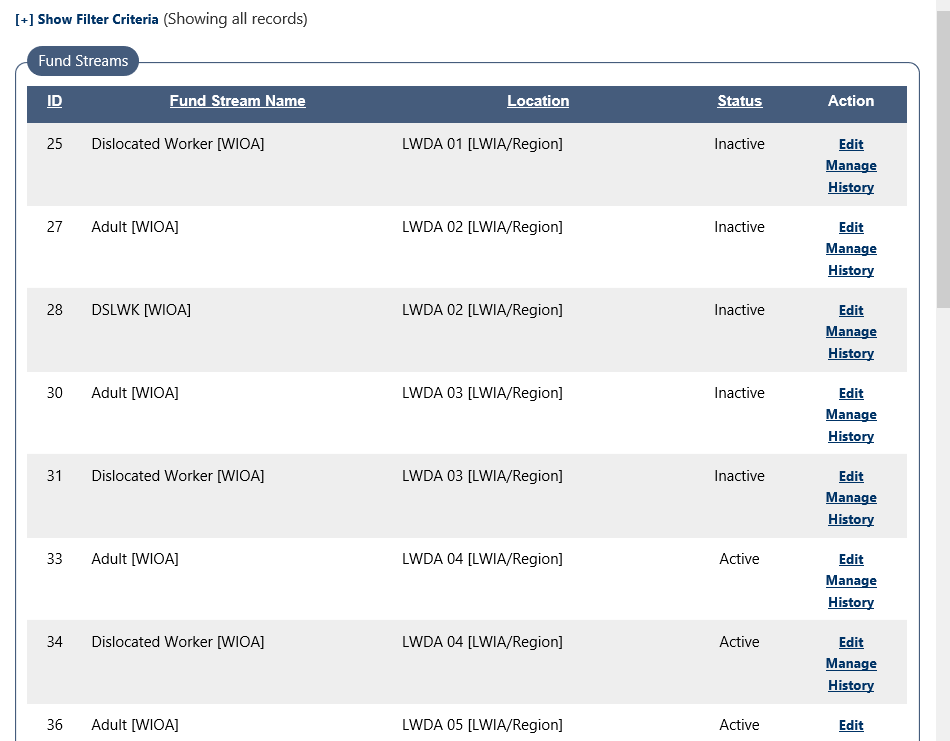 [+] Show Filter Criteria (Showing all records)
Fund Streams
ID Fund Stream Name Location Status Action
25 Dislocated Worker [WIOA] LWDA 01 [LWIA/Region] Inactive Edit
Manage
History
27 Adult [WIOA] LWDA 02 [LWIA/Region] Inactive Edit
Manage
History
28 DSLWK [WIOA] LWDA 02 [LWIA/Region] Inactive Edit
Manage
History
30 Adult [WIOA] LWDA 03 [LWIA/Region] Inactive Edit
Manage
History
31 Dislocated Worker [WIOA] LWDA 03 [LWIA/Region] Inactive Edit
Manage
History
33 Adult [WIOA] LWDA 04 [LWIA/Region] Active Edit
Manage
History
34 Dislocated Worker [WIOA] LWDA 04 [LWIA/Region] Active Edit
Manage
History
36 Adult [WIOA] LWDA 05 [LWIA/Region] Active Edit